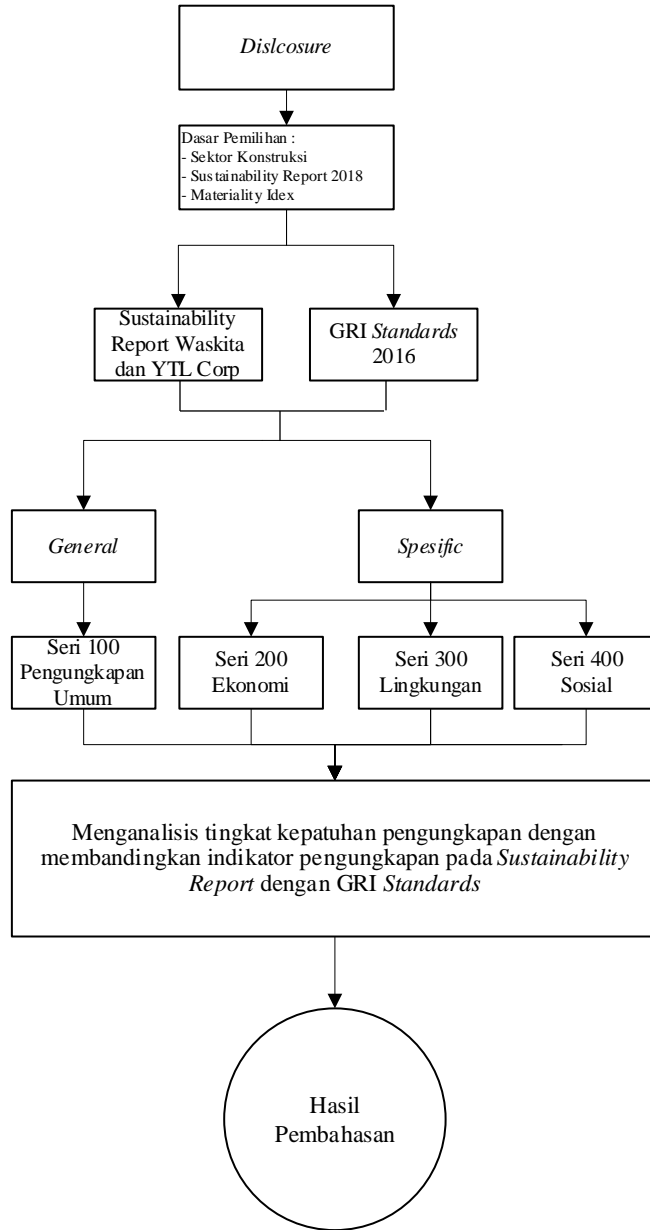 Dislcosure
Dasar Pemilihan :
- Sektor Konstruksi
- Sustainability Report 2018
- Materiality Idex
Sustainability
Report Waskita
dan YTL Corp
GRI Standards
2016
General
Spesific
Seri 100
Pengungkapan
Umum
Seri 200
Ekonomi
Seri 300
Lingkungan
Seri 400
Sosial
Menganalisis tingkat kepatuhan pengungkapan dengan
membandingkan indikator pengungkapan pada Sustainability
Report dengan GRI Standards
Hasil
Pembahasan